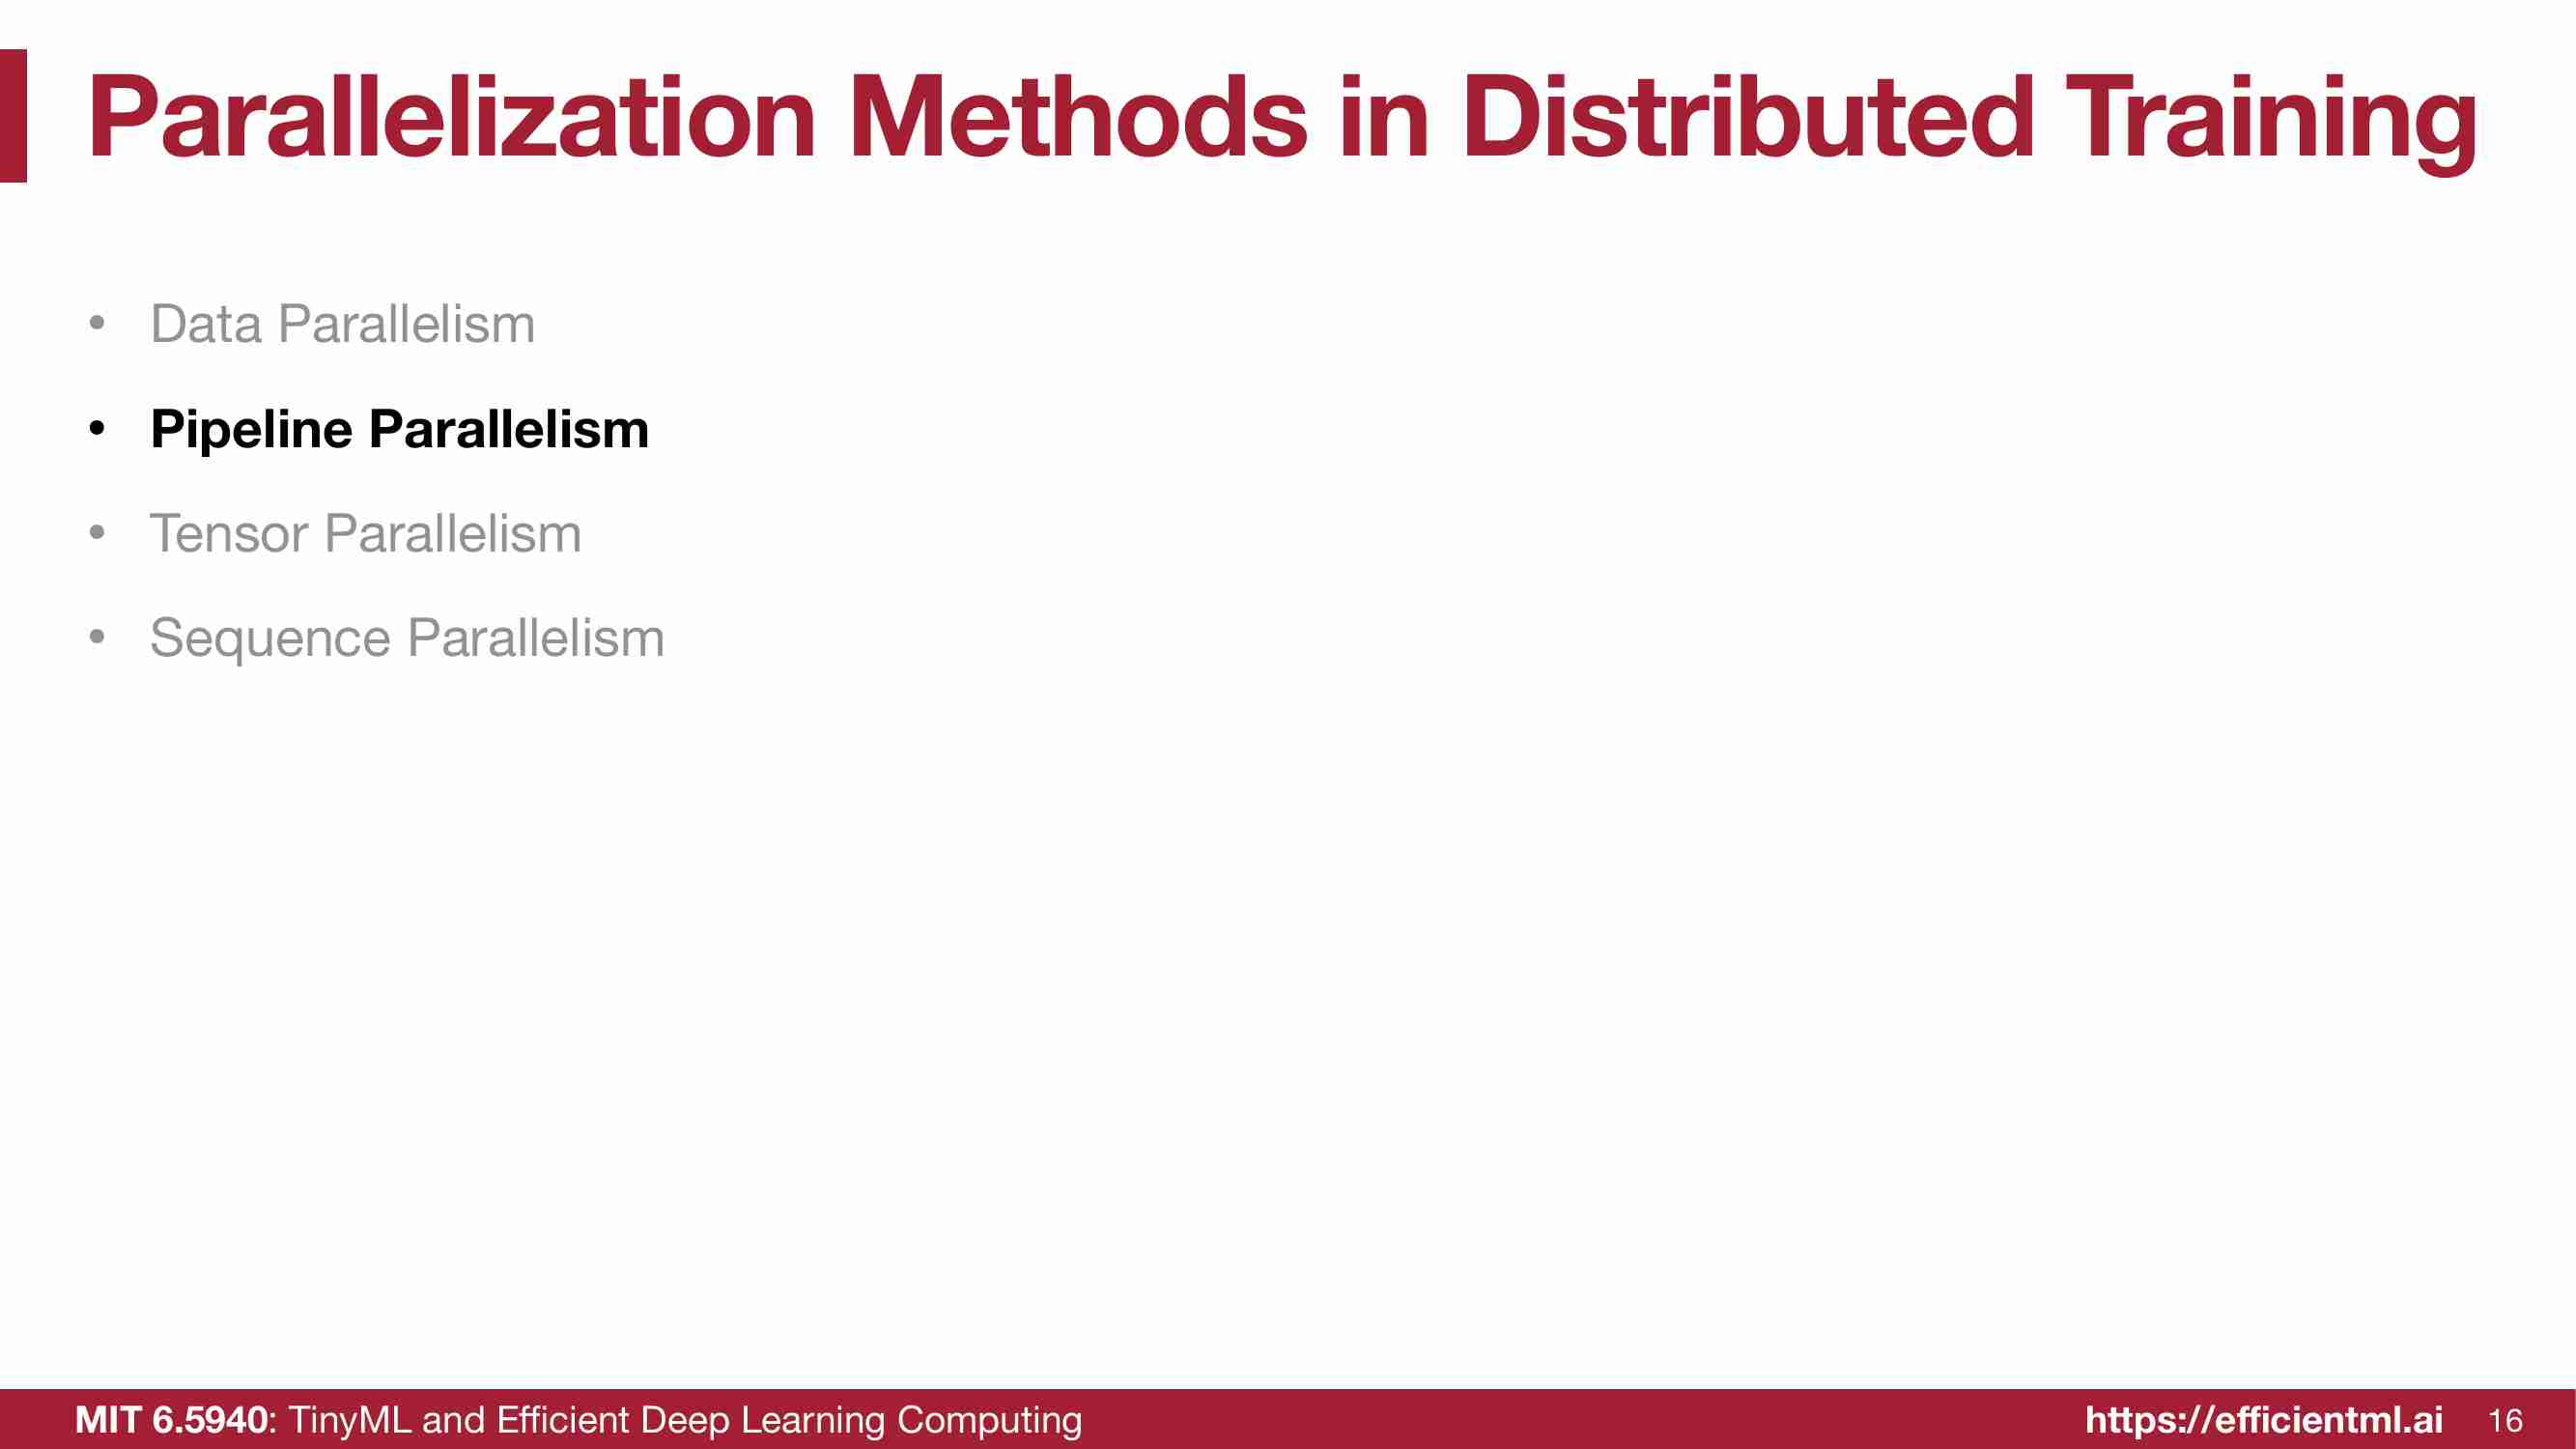 Parallelization Methods in Distributed Training
• Data Parallelism
• Pipeline Parallelism
• Tensor Parallelism
• Sequence Parallelism
MIT 6.5940: TinyML and Efficient Deep Learning Computing
https://efficientml.ai 16